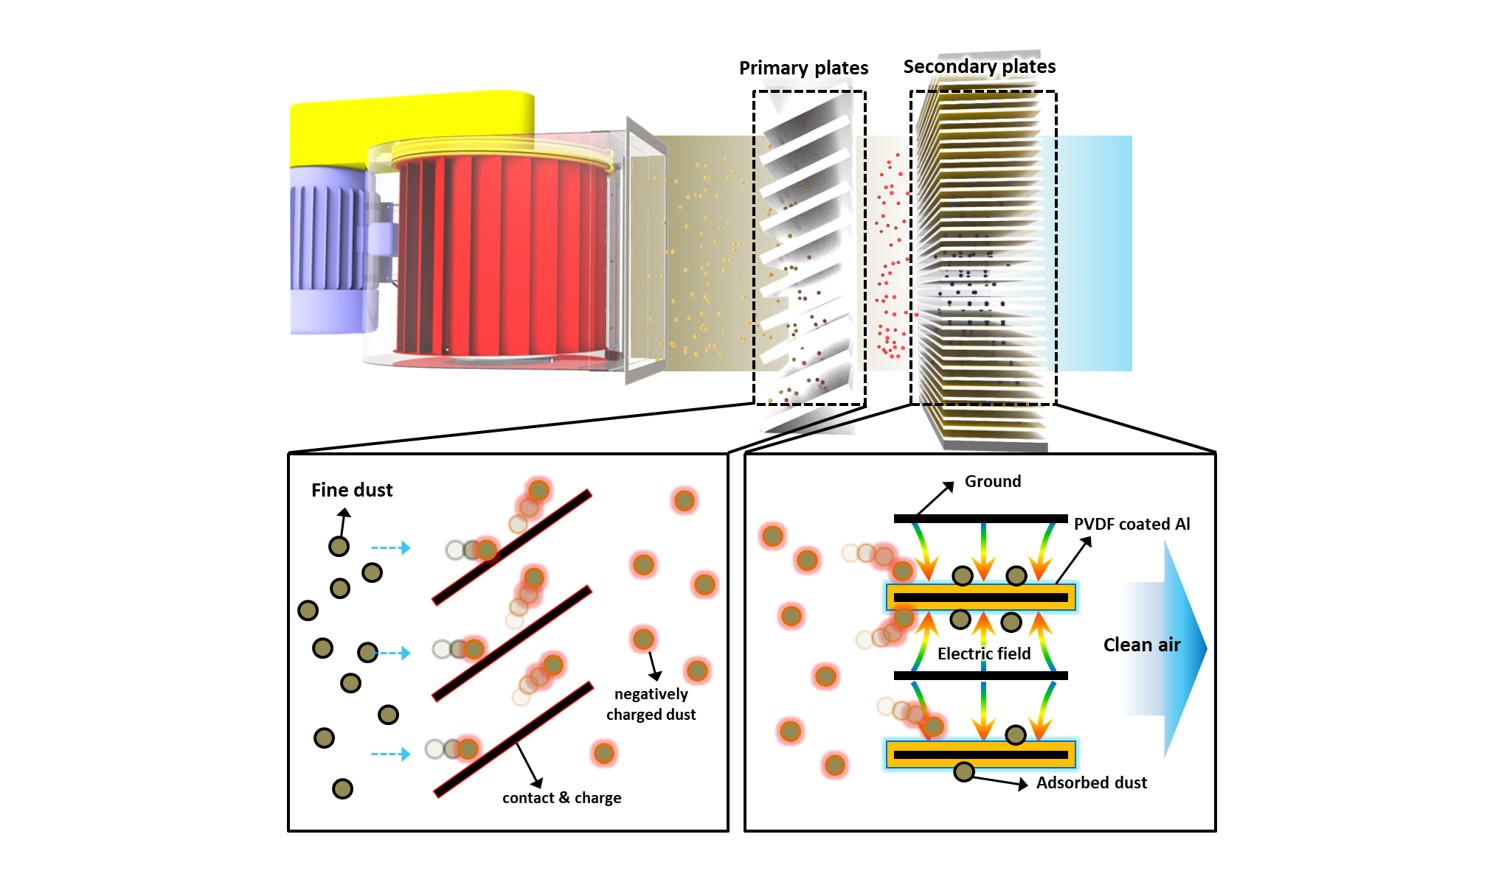 Primary plates
Secondary plates
Fine dust
negatively
charged dust
contact & charge
Ground
PVDF coated Al
Electric field
Clean air
Adsorbed dust